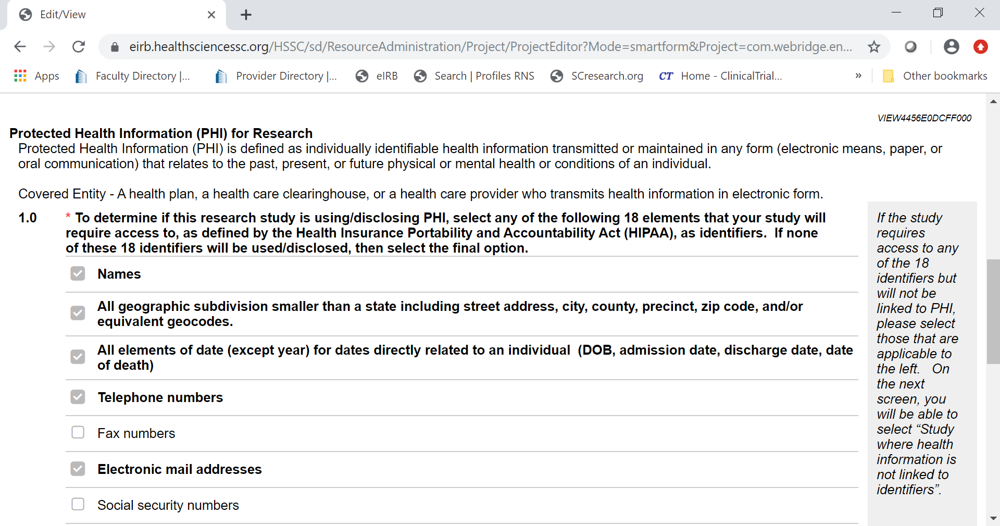 Edit/View
eirb.healthsciencessc.org/HSSC/sd/ResourceAdministration/Project/ProjectEditor?Mode=smartform&Project=com.webridge.en...
Apps Faculty Directory |... Provider Directory |... eIRB Search | Profiles RNS SCresearch.org CT Home - ClinicalTrial... » Other bookmarks
VIEW4456E0DCFF000
Protected Health Information (PHI) for Research
Protected Health Information (PHI) is defined as individually identifiable health information transmitted or maintained in any form (electronic means, paper, or
oral communication) that relates to the past, present, or future physical or mental health or conditions of an individual.
Covered Entity - A health plan, a health care clearinghouse, or a health care provider who transmits health information in electronic form.
1.0 * To determine if this research study is using/disclosing PHI, select any of the following 18 elements that your study will
require access to, as defined by the Health Insurance Portability and Accountability Act (HIPAA), as identifiers. If none
of these 18 identifiers will be used/disclosed, then select the final option.
Names
All geographic subdivision smaller than a state including street address, city, county, precinct, zip code, and/or
equivalent geocodes.
All elements of date (except year) for dates directly related to an individual (DOB, admission date, discharge date, date
of death)
Telephone numbers
Fax numbers
Electronic mail addresses
Social security numbers
If the study
requires
access to any
of the 18
identifiers but
will not be
linked to PHI,
please select
those that are
applicable to
the left. On
the next
screen, you
will be able to
select “Study
where health
information is
not linked to
identifiers”.